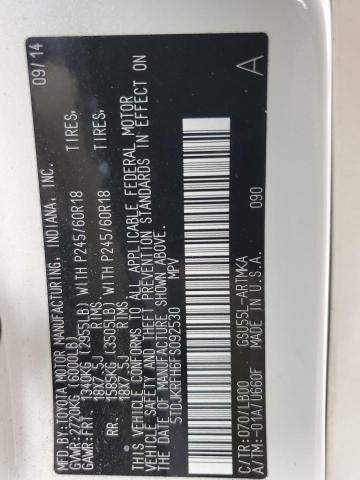 MFD.BY:TOYOTA MOTOR MANUFACTURING, INDIANA, INC. 09/14
GVWR:2720KG (6000LB)
GAWR:FRT. 1340KG (2955LB) WITH P245/60R18 TIRES,
18X7.5J RIMS
RR. 1585KG (3505LB) WITH P245/60R18 TIRES,
18X7.5J RIMS
THIS VEHICLE CONFORMS TO ALL APPLICABLE FEDERAL MOTOR
VEHICLE SAFETY AND THEFT PREVENTION STANDARDS IN EFFECT ON
THE DATE OF MANUFACTURE SHOWN ABOVE.
5TDJKRFH6FS092530 MPV
C/TR:070/LB00 GSU55L-ARTMKA 090 A
A/TM:-01A/U660F MADE IN U.S.A.